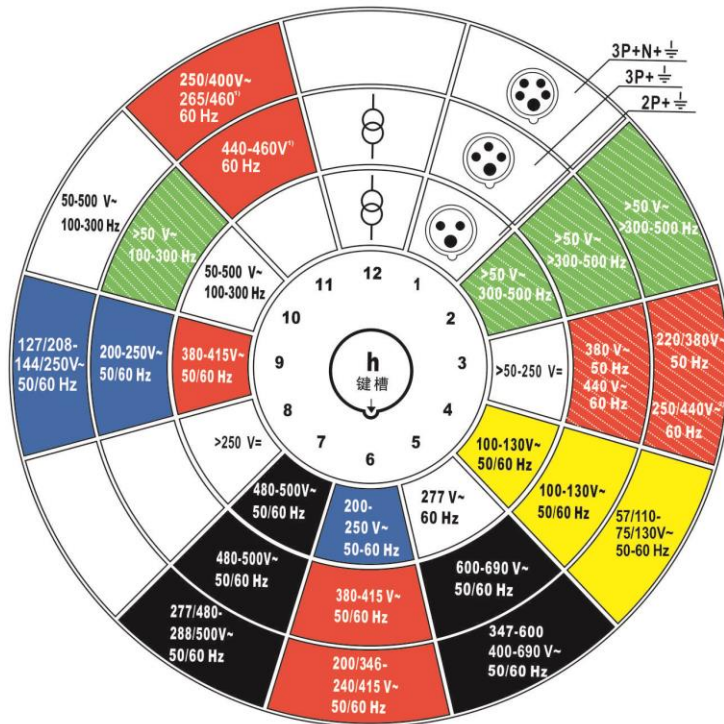 3P+N+⏚
3P+⏚
2P+⏚
250/400V~
265/460¹⁾
60 Hz
440-460V¹⁾
60 Hz
50-500 V~
100-300 Hz
>50 V~
100-300 Hz
50-500 V~
100-300 Hz
>50 V~
>300-500 Hz
>50 V~
>300-500 Hz
>50 V~
300-500 Hz
127/208-
144/250V~
50/60 Hz
200-250V~
50/60 Hz
380-415V~
50/60 Hz
12
1
2
3
4
5
6
7
8
9
10
11
h
键槽
>50-250 V=
380 V~
50 Hz
440 V~
60 Hz
220/380V~
50 Hz
250/440V~
60 Hz
>250 V=
100-130V~
50/60 Hz
100-130V~
50/60 Hz
57/110-
75/130V~
50-60 Hz
480-500V~
50/60 Hz
480-500V~
50/60 Hz
277/480-
288/500V~
50/60 Hz
200-
250 V~
50-60 Hz
380-415 V~
50/60 Hz
200/346-
240/415 V~
50/60 Hz
277 V~
60 Hz
600-690 V~
50/60 Hz
347-600
400-690 V~
50/60 Hz